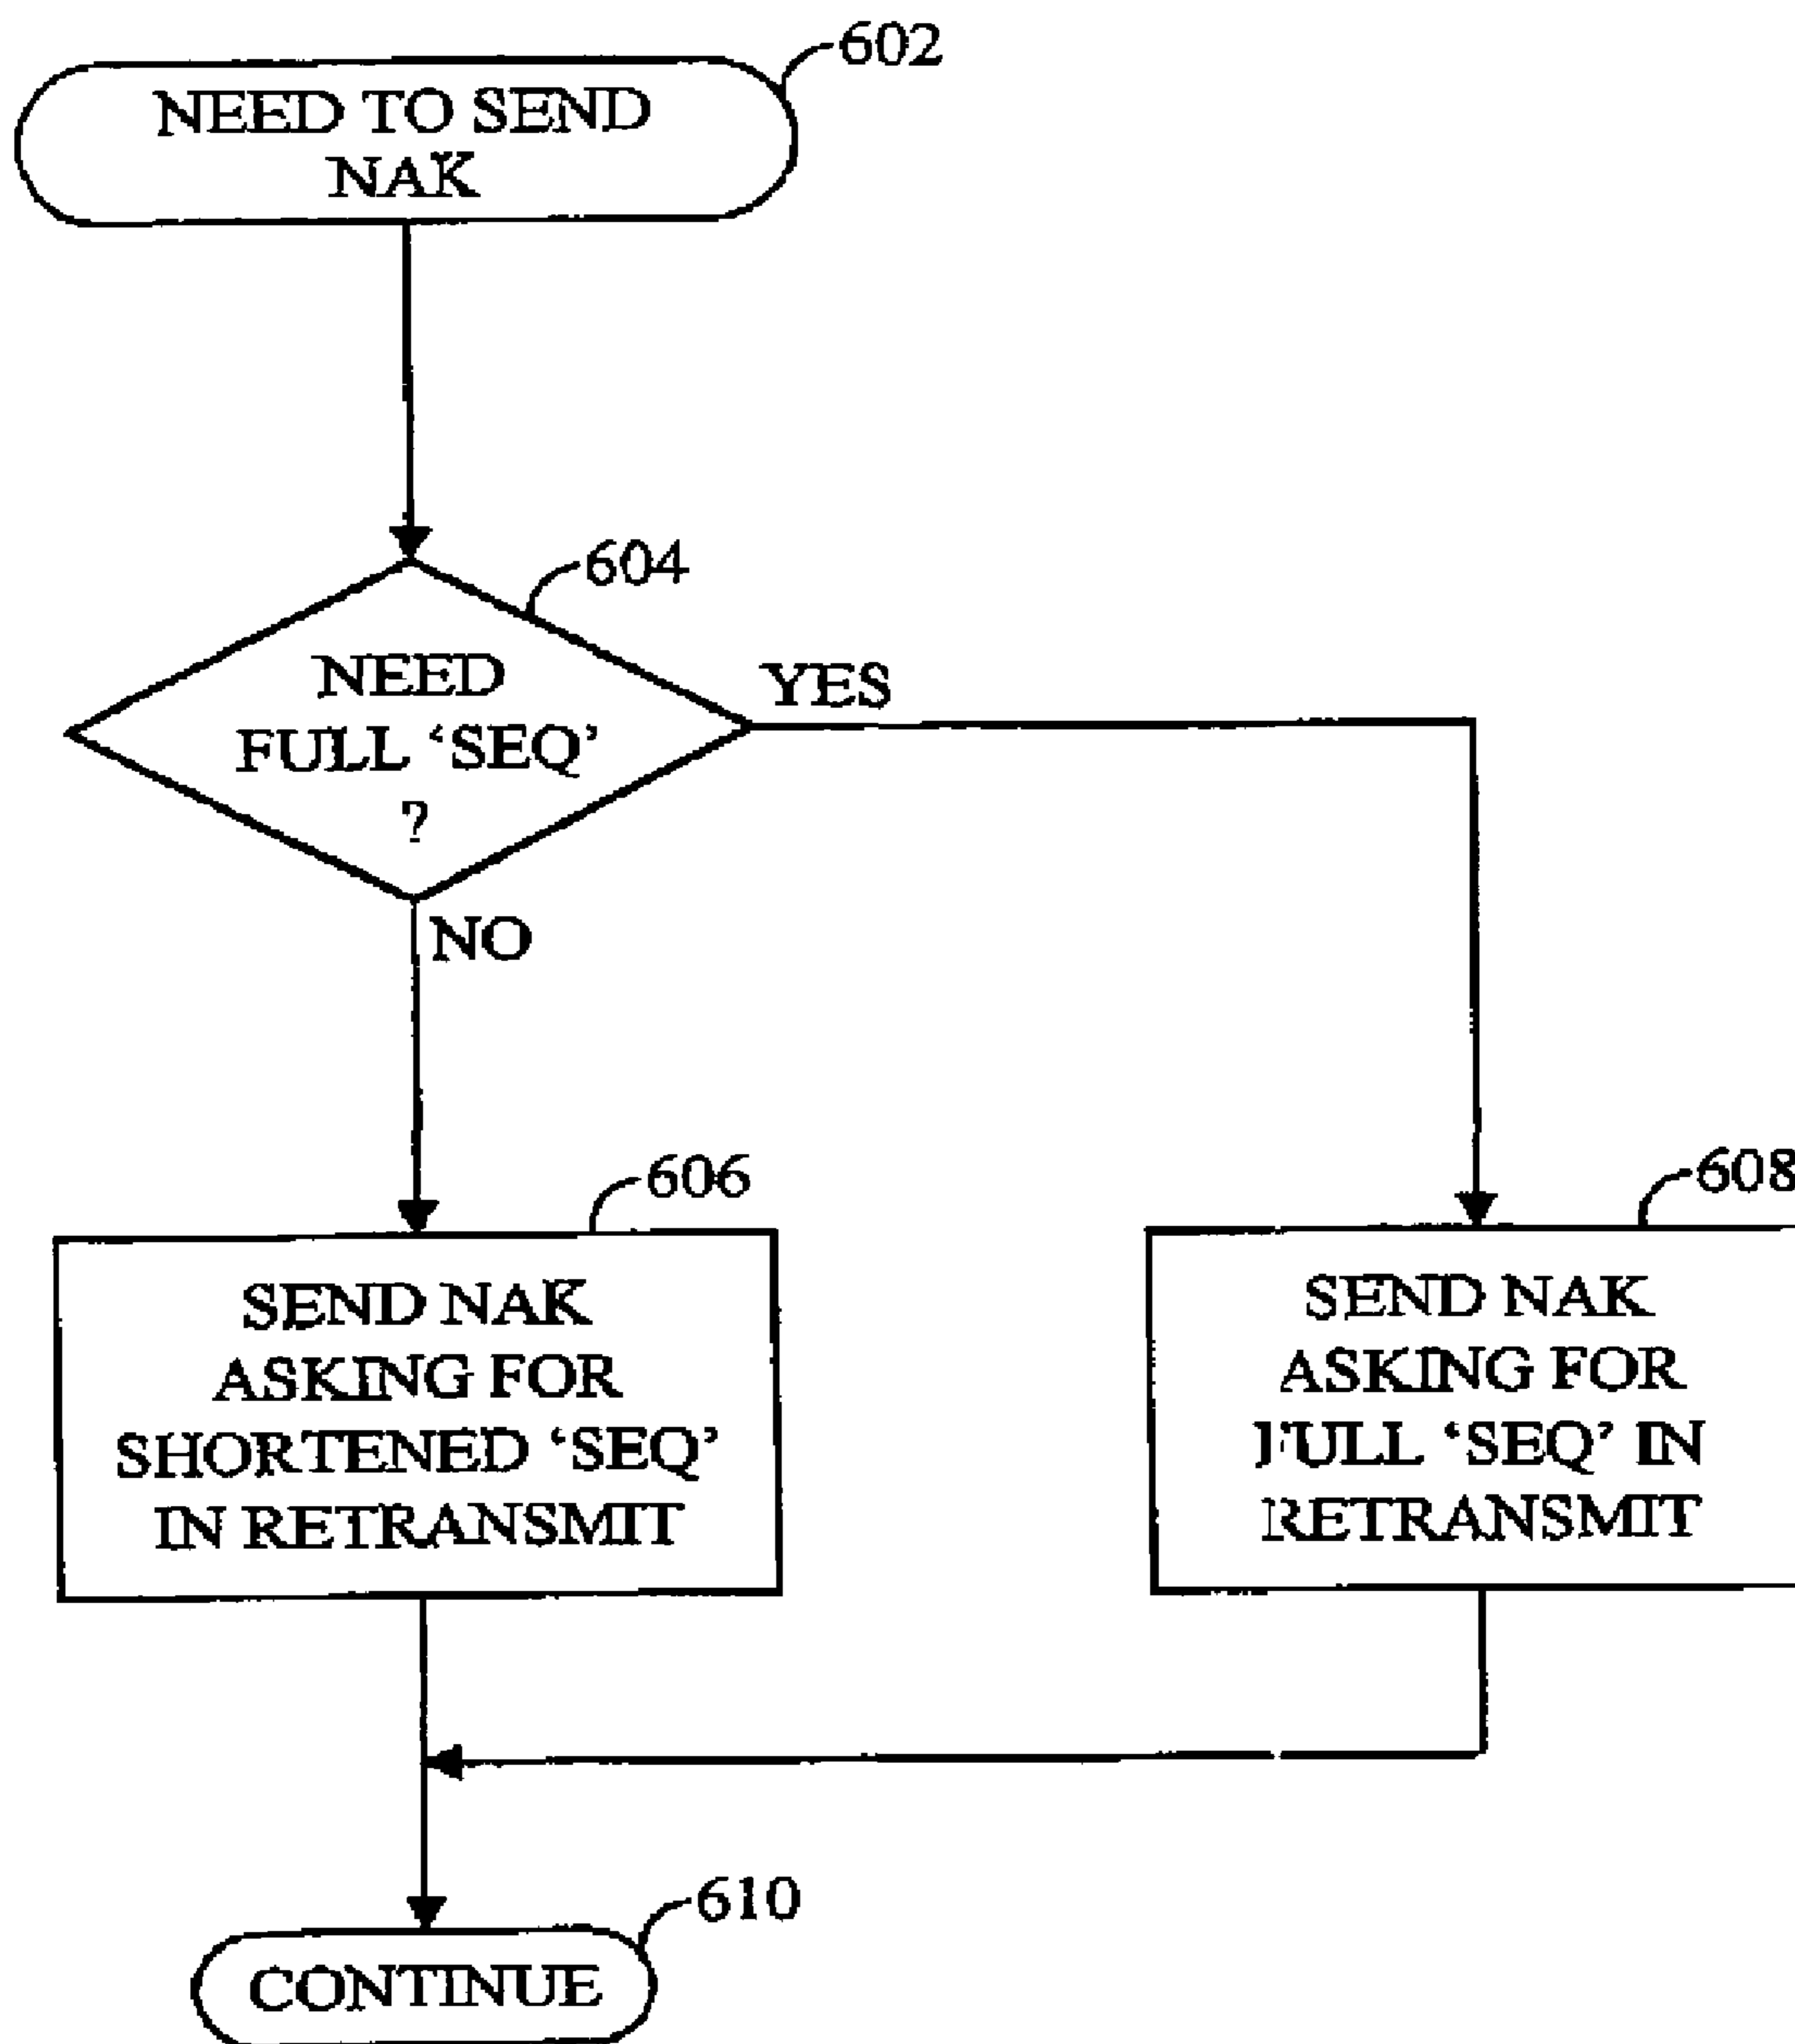 602
NEED TO SEND
NAK
604
NEED
FULL ‘SEQ’
?
YES
NO
606
SEND NAK
ASKING FOR
SHORTENED ‘SEQ’
IN RETRANSMIT
608
SEND NAK
ASKING FOR
FULL ‘SEQ’ IN
RETRANSMIT
610
CONTINUE